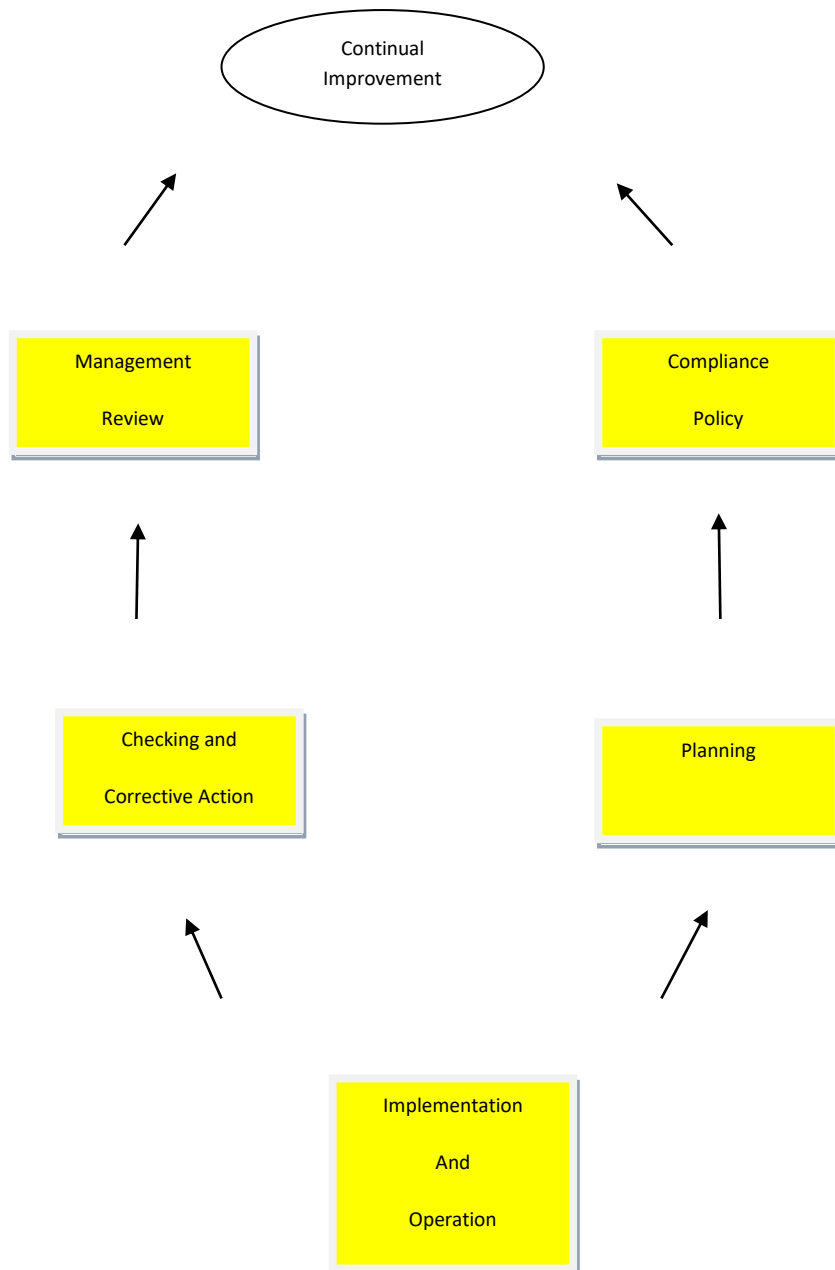 Continual
Improvement
Management
Review
Compliance
Policy
Checking and
Corrective Action
Planning
Implementation
And
Operation